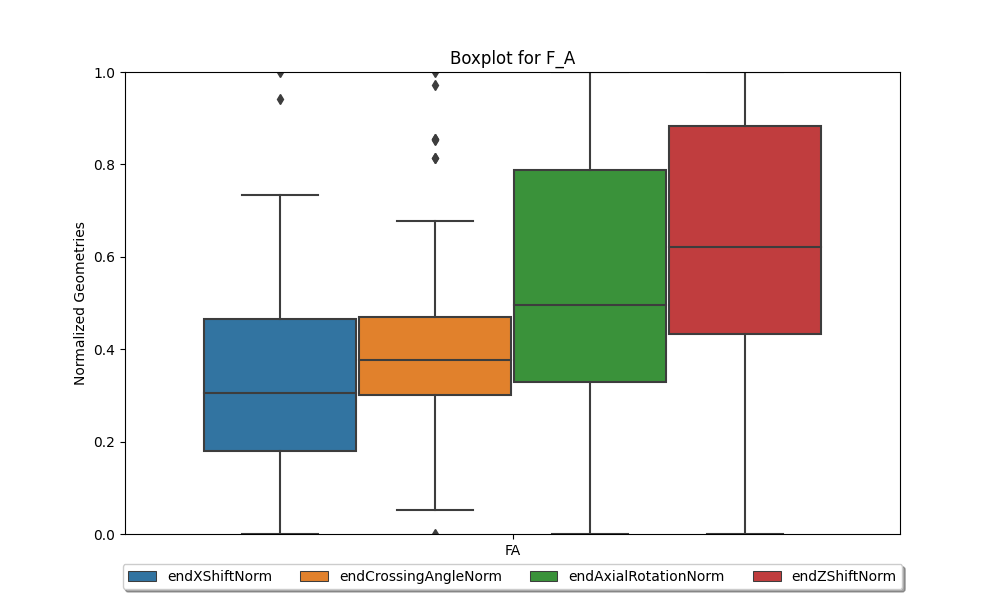 Boxplot for F_A
1.0
0.8
0.6
0.4
0.2
0.0
Normalized Geometries
FA
endXShiftNorm endCrossingAngleNorm endAxialRotationNorm endZShiftNorm